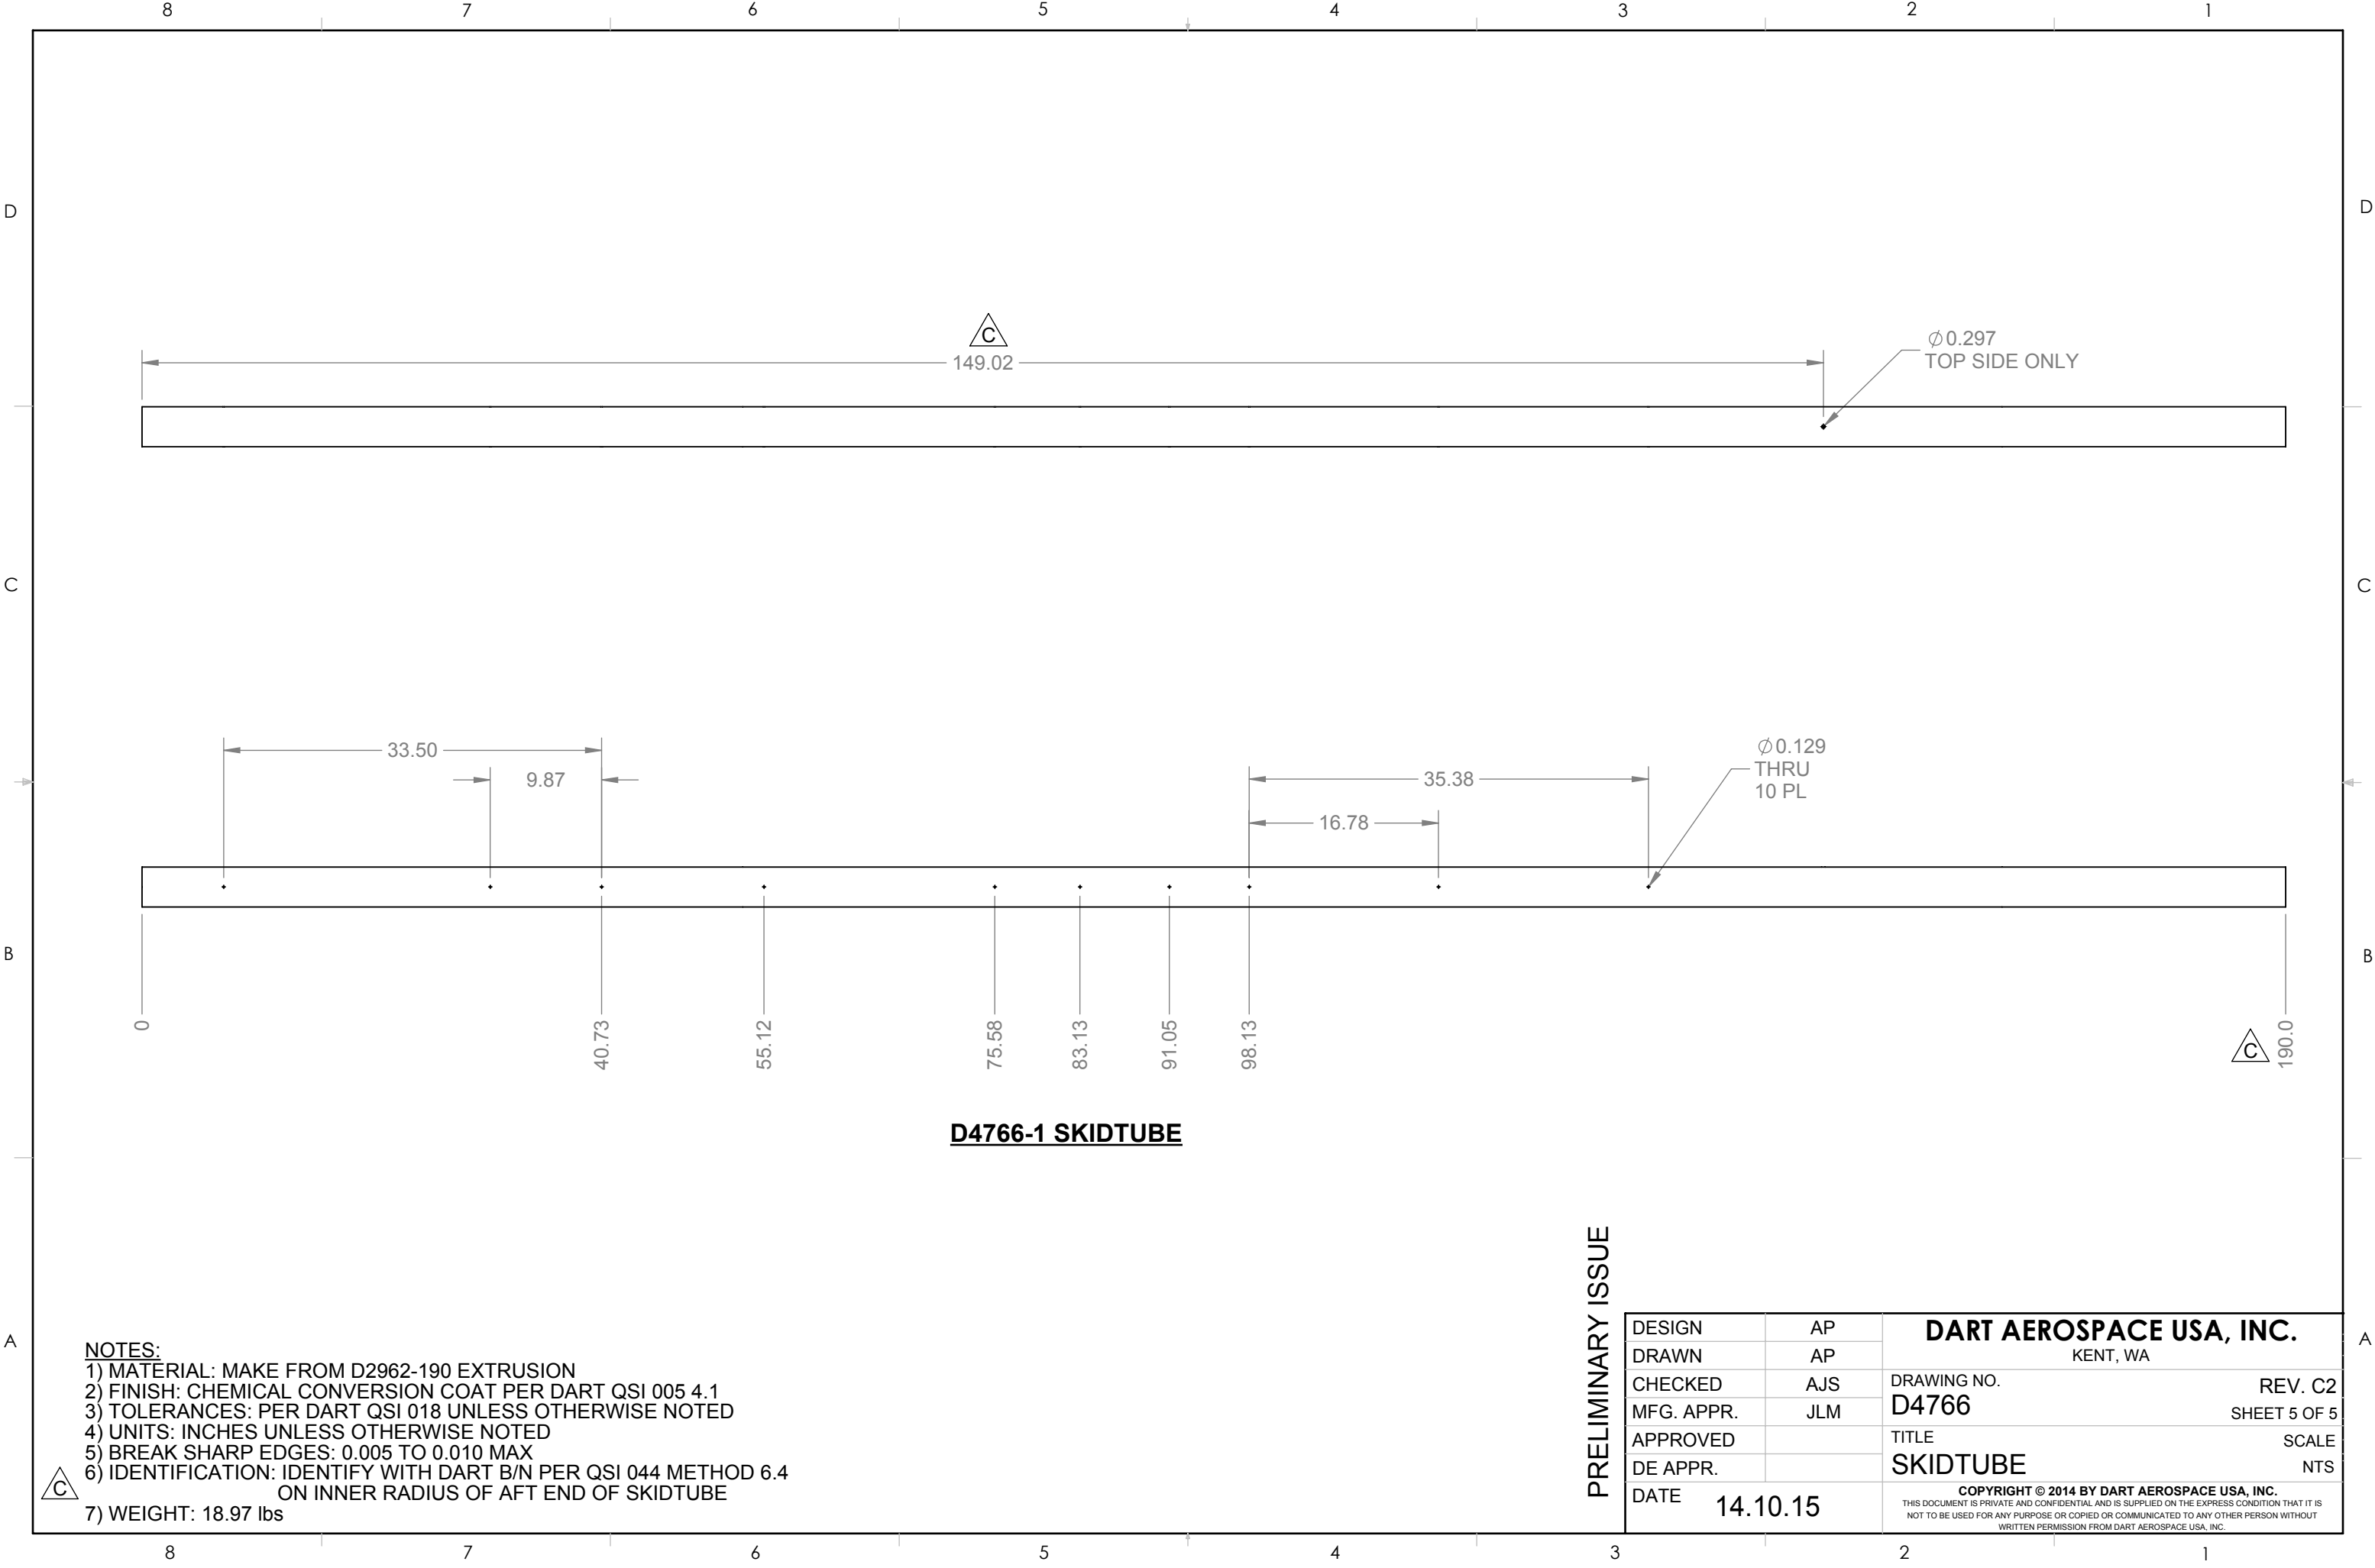 8 7 6 5 4 3 2 1
D D
C
149.02
Ø0.297
TOP SIDE ONLY
C C
33.50
9.87
35.38
16.78
Ø0.129
THRU
10 PL
B B
0
40.73
55.12
75.58
83.13
91.05
98.13
C
190.0
D4766-1 SKIDTUBE
A A
NOTES:
1) MATERIAL: MAKE FROM D2962-190 EXTRUSION
2) FINISH: CHEMICAL CONVERSION COAT PER DART QSI 005 4.1
3) TOLERANCES: PER DART QSI 018 UNLESS OTHERWISE NOTED
4) UNITS: INCHES UNLESS OTHERWISE NOTED
5) BREAK SHARP EDGES: 0.005 TO 0.010 MAX
C 6) IDENTIFICATION: IDENTIFY WITH DART B/N PER QSI 044 METHOD 6.4
ON INNER RADIUS OF AFT END OF SKIDTUBE
7) WEIGHT: 18.97 lbs
PRELIMINARY ISSUE
DESIGN AP
DRAWN AP
CHECKED AJS
MFG. APPR. JLM
APPROVED
DE APPR.
DATE 14.10.15
DART AEROSPACE USA, INC.
KENT, WA
DRAWING NO. REV. C2
D4766 SHEET 5 OF 5
TITLE SCALE
SKIDTUBE NTS
COPYRIGHT © 2014 BY DART AEROSPACE USA, INC.
THIS DOCUMENT IS PRIVATE AND CONFIDENTIAL AND IS SUPPLIED ON THE EXPRESS CONDITION THAT IT IS
NOT TO BE USED FOR ANY PURPOSE OR COPIED OR COMMUNICATED TO ANY OTHER PERSON WITHOUT
WRITTEN PERMISSION FROM DART AEROSPACE USA, INC.
8 7 6 5 4 3 2 1